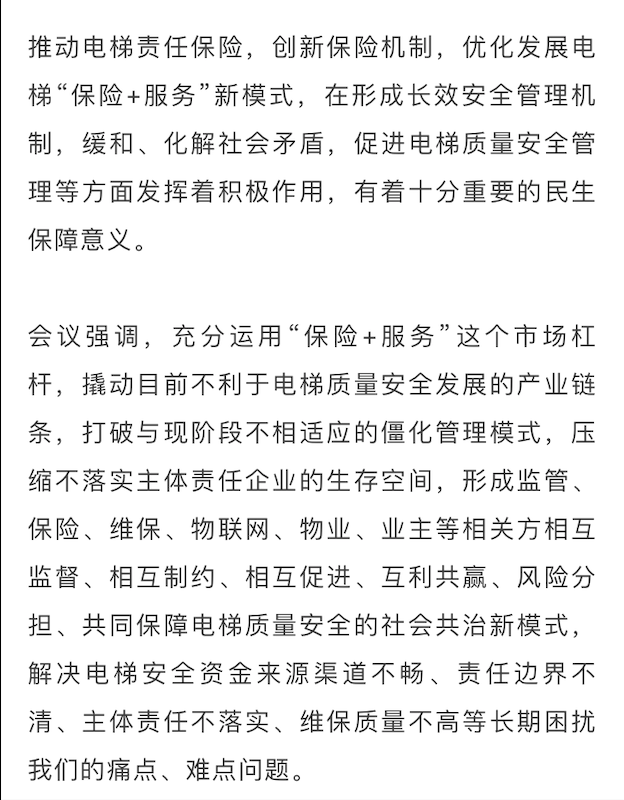 推动电梯责任保险，创新保险机制，优化发展电
梯“保险+服务”新模式，在形成长效安全管理机
制，缓和、化解社会矛盾，促进电梯质量安全管
理等方面发挥着积极作用，有着十分重要的民生
保障意义。
会议强调，充分运用“保险+服务”这个市场杠
杆，撬动目前不利于电梯质量安全发展的产业链
条，打破与现阶段不相适应的僵化管理模式，压
缩不落实主体责任企业的生存空间，形成监管、
保险、维保、物联网、物业、业主等相关方相互
监督、相互制约、相互促进、互利共赢、风险分
担、共同保障电梯质量安全的社会共治新模式，
解决电梯安全资金来源渠道不畅、责任边界不
清、主体责任不落实、维保质量不高等长期困扰
我们的痛点、难点问题。